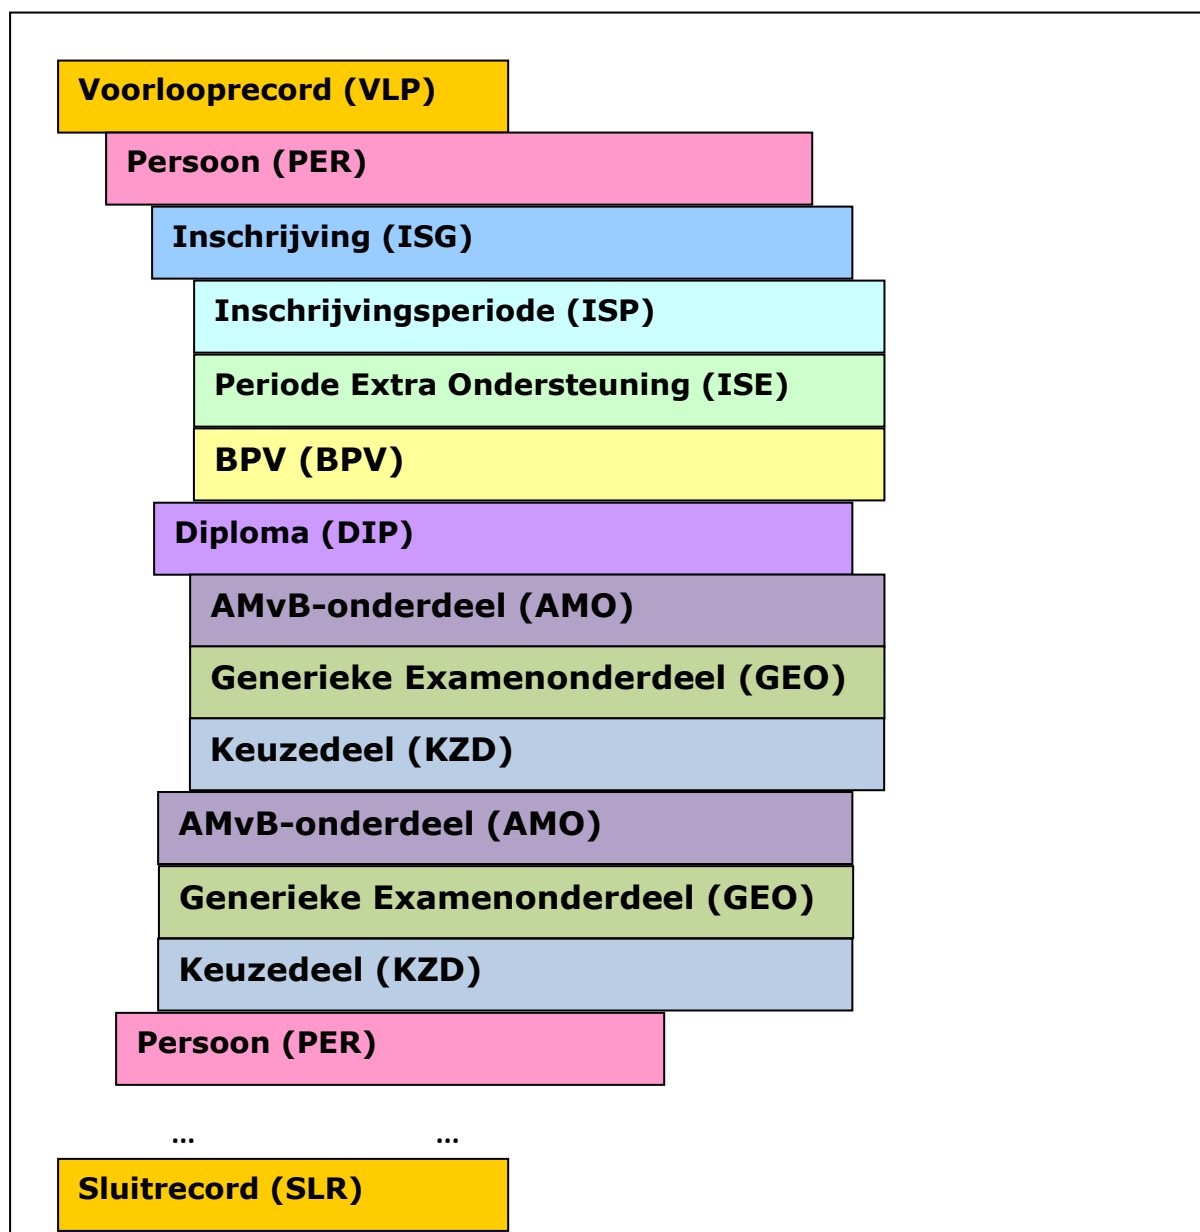 Voorlooprecord (VLP)
Persoon (PER)
Inschrijving (ISG)
Inschrijvingsperiode (ISP)
Periode Extra Ondersteuning (ISE)
BPV (BPV)
Diploma (DIP)
AMvB-onderdeel (AMO)
Generieke Examenonderdeel (GEO)
Keuzedeel (KZD)
AMvB-onderdeel (AMO)
Generieke Examenonderdeel (GEO)
Keuzedeel (KZD)
Persoon (PER)
... ...
Sluitrecord (SLR)